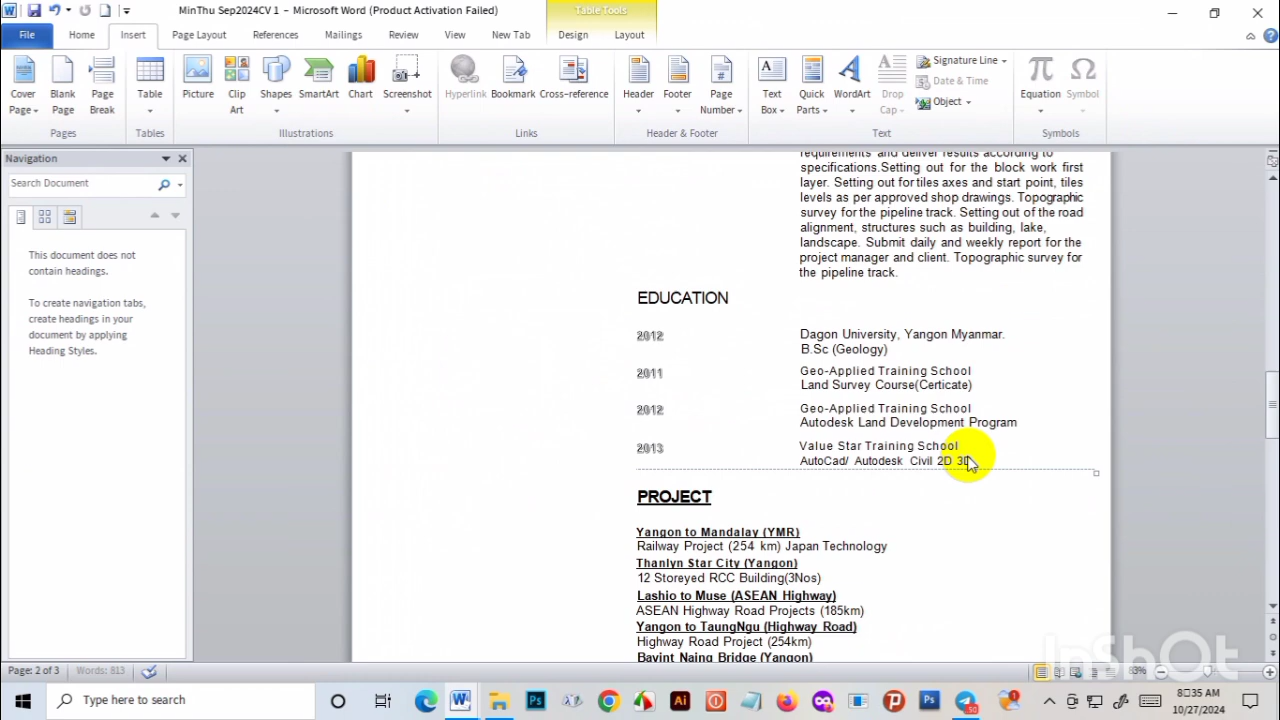 MinThu Sep2024CV 1 – Microsoft Word (Product Activation Failed)
Table Tools
File Home Insert Page Layout References Mailings Review View New Tab Design Layout
Cover Page
Blank Page
Page Break
Table
Picture
Clip Art
Shapes
SmartArt
Chart
Screenshot
Hyperlink
Bookmark
Cross-reference
Header
Footer
Page Number
Text Box
Quick Parts
WordArt
Drop Cap
Signature Line
Date & Time
Object
Equation
Symbol
Pages Tables Illustrations Links Header & Footer Text Symbols
Navigation
Search Document
This document does not
contain headings.
To create navigation tabs,
create headings in your
document by applying
Heading Styles.
requirements and deliver results according to
specifications.Setting out for the block work first
layer. Setting out for tiles axes and start point, tiles
levels as per approved shop drawings. Topographic
survey for the pipeline track. Setting out of the road
alignment, structures such as building, lake,
landscape. Submit daily and weekly report for the
project manager and client. Topographic survey for
the pipeline track.
EDUCATION
2012 Dagon University, Yangon Myanmar.
B.Sc (Geology)
2011 Geo-Applied Training School
Land Survey Course(Certicate)
2012 Geo-Applied Training School
Autodesk Land Development Program
2013 Value Star Training School
AutoCad/ Autodesk Civil 2D 3D
PROJECT
Yangon to Mandalay (YMR)
Railway Project (254 km) Japan Technology
Thanlyn Star City (Yangon)
12 Storeyed RCC Building(3Nos)
Lashio to Muse (ASEAN Highway)
ASEAN Highway Road Projects (185km)
Yangon to TaungNgu (Highway Road)
Highway Road Project (254km)
Bayint Naing Bridge (Yangon)
InShOt
Page: 2 of 3 Words: 813 83%
Type here to search
8:35 AM
10/27/2024